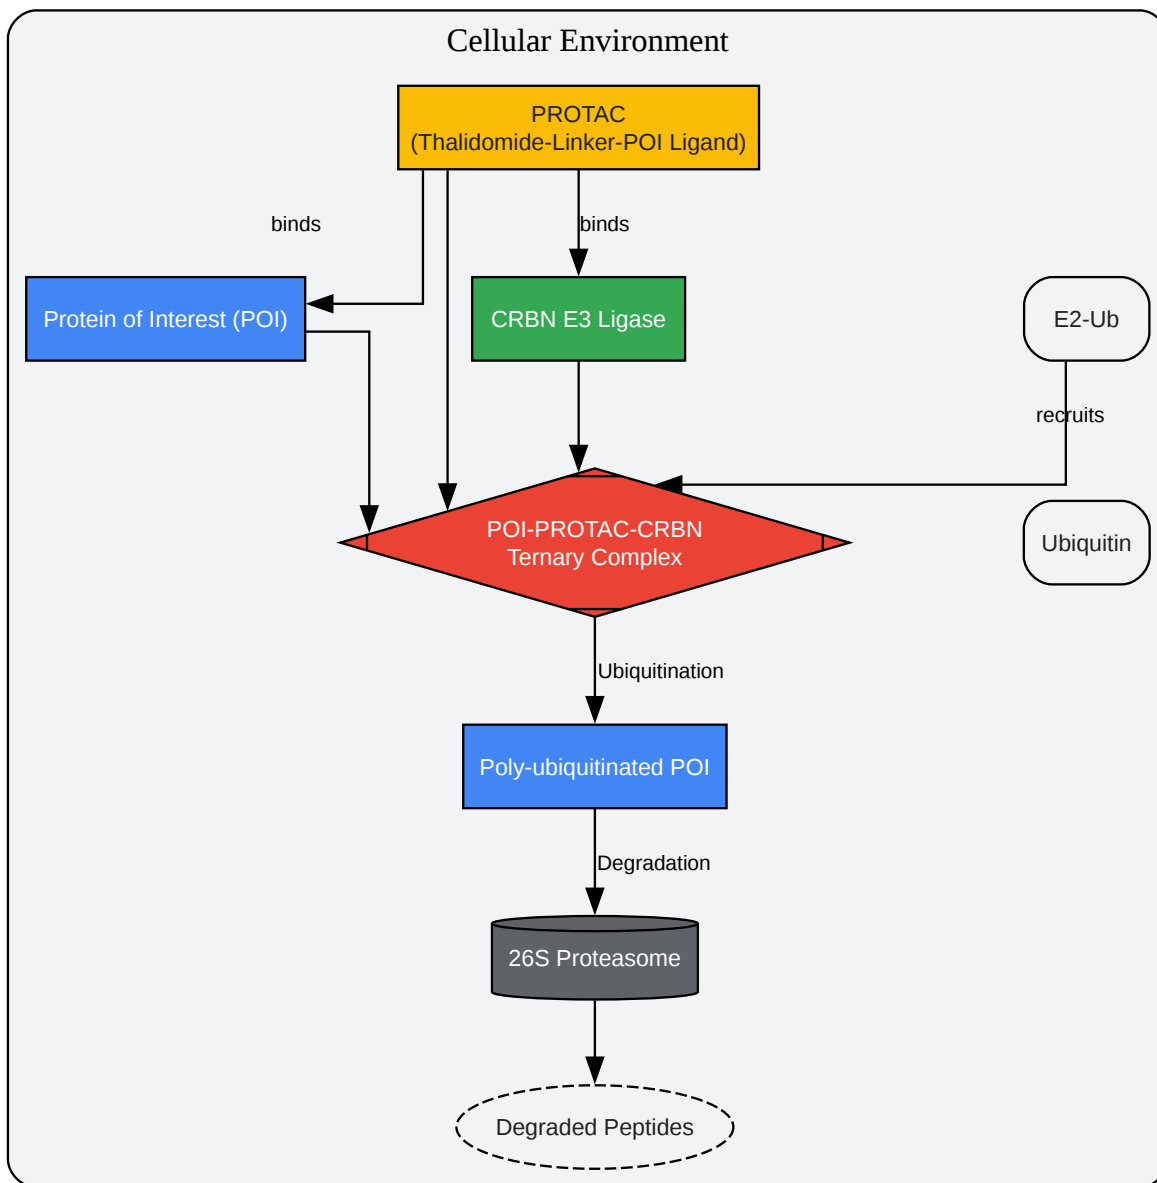 Cellular Environment
PROTAC
(Thalidomide-Linker-POI Ligand)
binds
binds
Protein of Interest (POI)
CRBN E3 Ligase
E2-Ub
recruits
POI-PROTAC-CRBN
Ternary Complex
Ubiquitin
Ubiquitination
Poly-ubiquitinated POI
Degradation
26S Proteasome
Degraded Peptides